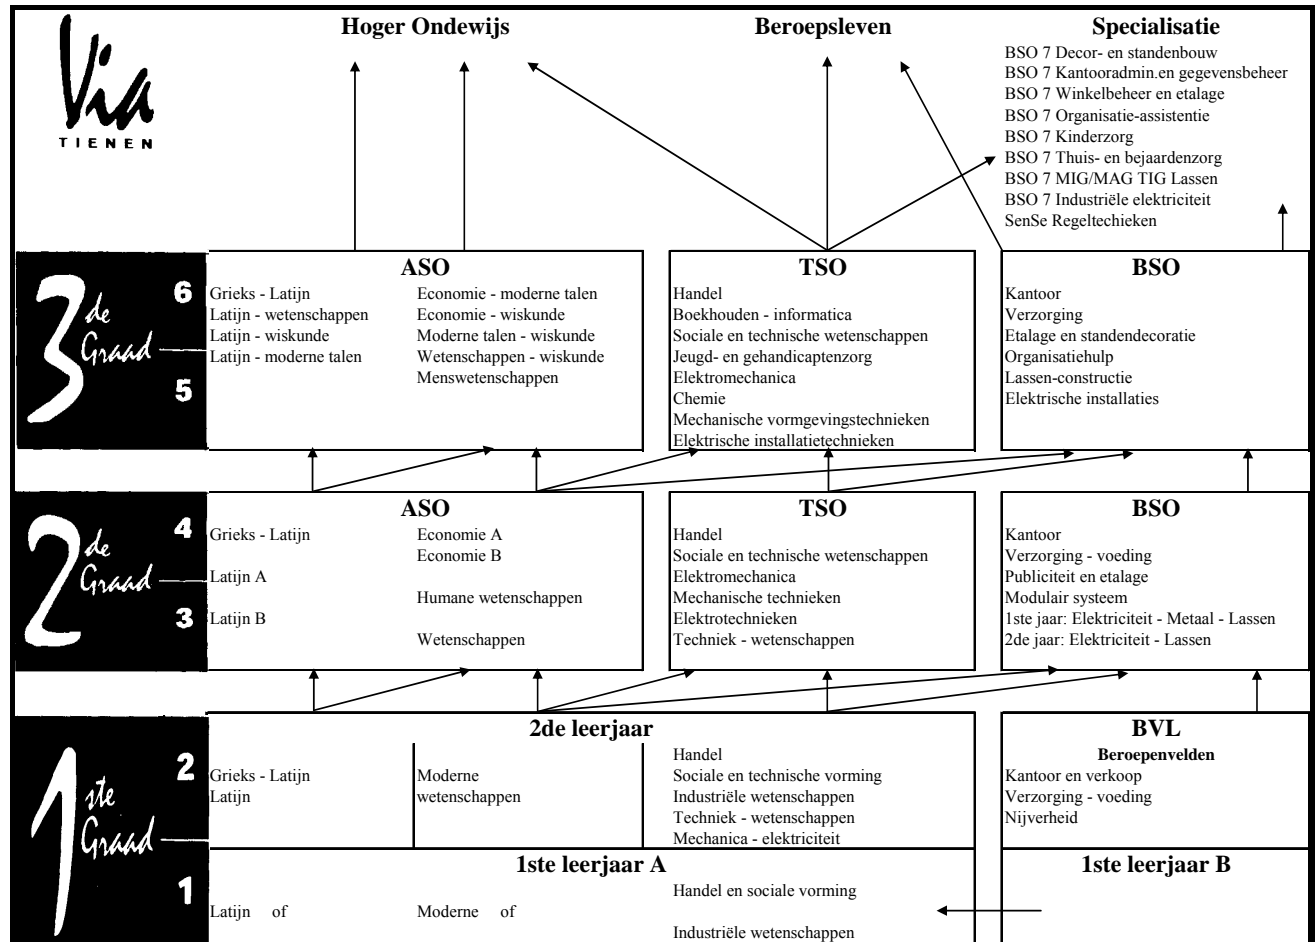 Via
TIENEN
Hoger Ondewijs
Beroepsleven
Specialisatie
BSO 7 Decor- en standenbouw
BSO 7 Kantooradmin.en gegevensbeheer
BSO 7 Winkelbeheer en etalage
BSO 7 Organisatie-assistentie
BSO 7 Kinderzorg
BSO 7 Thuis- en bejaardenzorg
BSO 7 MIG/MAG TIG Lassen
BSO 7 Industriële elektriciteit
SenSe Regeltechieken
3de Graad
6
5
ASO
Grieks - Latijn
Latijn - wetenschappen
Latijn - wiskunde
Latijn - moderne talen
Economie - moderne talen
Economie - wiskunde
Moderne talen - wiskunde
Wetenschappen - wiskunde
Menswetenschappen
TSO
Handel
Boekhouden - informatica
Sociale en technische wetenschappen
Jeugd- en gehandicaptenzorg
Elektromechanica
Chemie
Mechanische vormgevingstechnieken
Elektrische installatietechnieken
BSO
Kantoor
Verzorging
Etalage en standendecoratie
Organisatiehulp
Lassen-constructie
Elektrische installaties
2de Graad
4
3
ASO
Grieks - Latijn
Latijn A
Latijn B
Economie A
Economie B
Humane wetenschappen
Wetenschappen
TSO
Handel
Sociale en technische wetenschappen
Elektromechanica
Mechanische technieken
Elektrotechnieken
Techniek - wetenschappen
BSO
Kantoor
Verzorging - voeding
Publiciteit en etalage
Modulair systeem
1ste jaar: Elektriciteit - Metaal - Lassen
2de jaar: Elektriciteit - Lassen
1ste Graad
2
1
2de leerjaar
Grieks - Latijn
Latijn
Moderne
wetenschappen
Handel
Sociale en technische vorming
Industriële wetenschappen
Techniek - wetenschappen
Mechanica - elektriciteit
BVL
Beroepenvelden
Kantoor en verkoop
Verzorging - voeding
Nijverheid
1ste leerjaar A
Latijn of
Moderne of
Handel en sociale vorming
Industriële wetenschappen
1ste leerjaar B